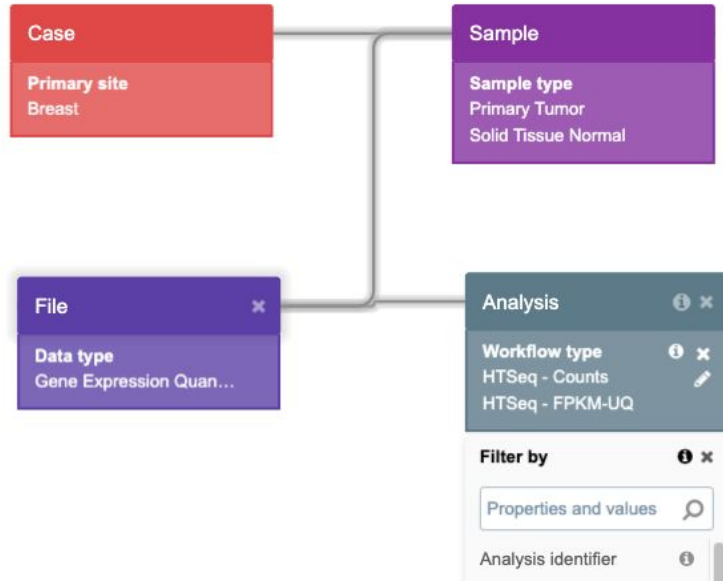 Case
Primary site
Breast
Sample
Sample type
Primary Tumor
Solid Tissue Normal
File
Data type
Gene Expression Quan...
Analysis
Workflow type
HTSeq - Counts
HTSeq - FPKM-UQ
Filter by
Properties and values
Analysis identifier